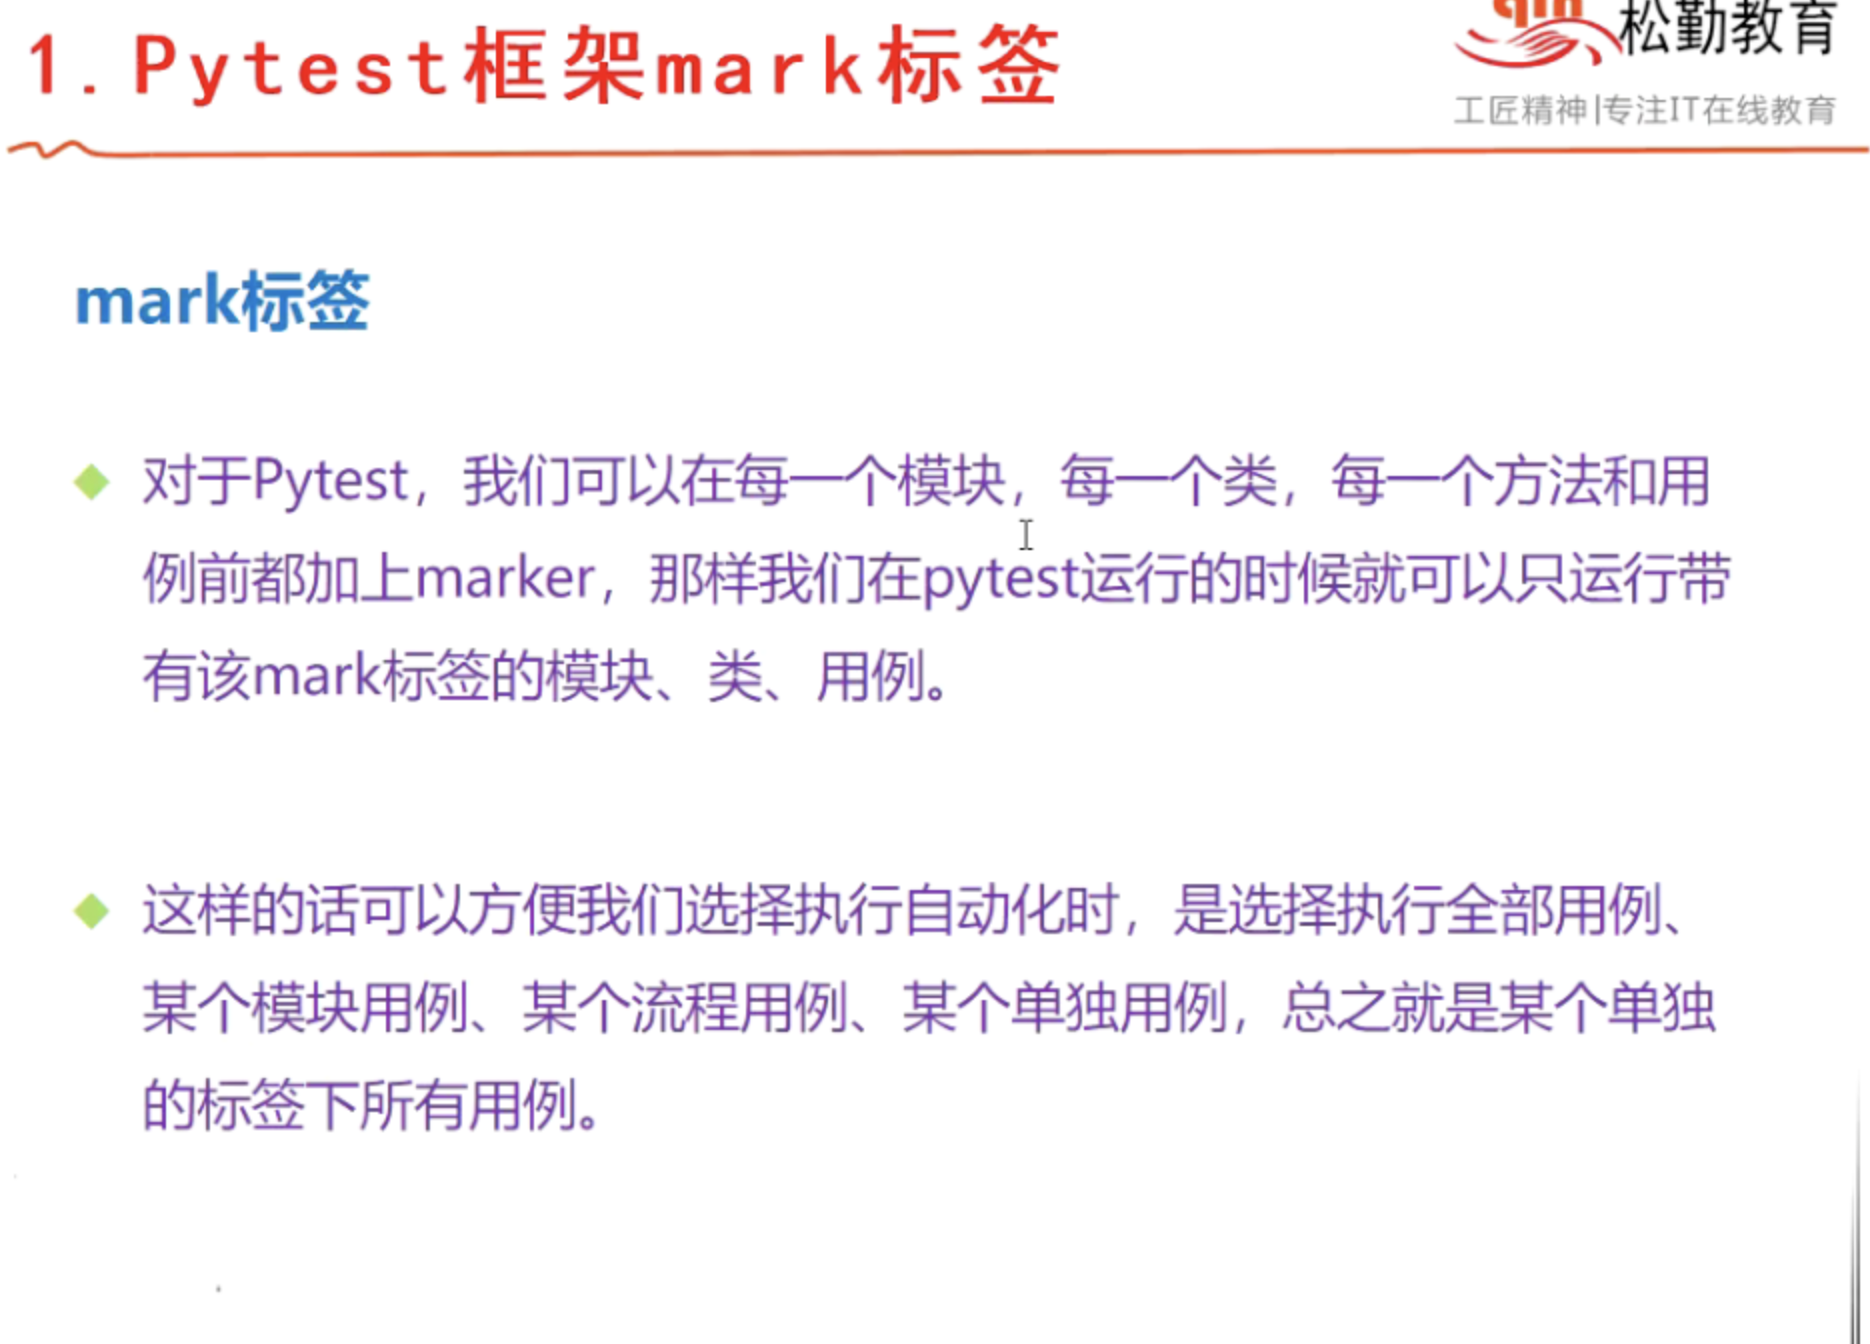 1.Pytest框架mark标签
松勤教育
工匠精神|专注IT在线教育
mark标签
对于Pytest，我们可以在每一个模块，每一个类，每一个方法和用
例前都加上marker，那样我们在pytest运行的时候就可以只运行带
有该mark标签的模块、类、用例。
这样的话可以方便我们选择执行自动化时，是选择执行全部用例、
某个模块用例、某个流程用例、某个单独用例，总之就是某个单独
的标签下所有用例。